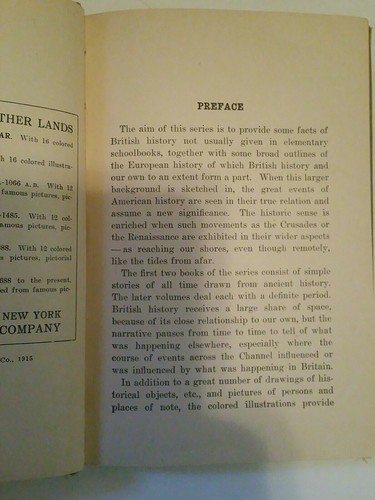 THER LANDS
AR. With 16 colored
th 16 colored illustra-
-1066 A.D. With 12
famous pictures, pic-
-1485. With 12 col-
mous pictures, pic-
688. With 12 colored
ctures, pictorial
688 to the present.
ed from famous pic-
NEW YORK
COMPANY
Co., 1915
PREFACE
The aim of this series is to provide some facts of
British history not usually given in elementary
schoolbooks, together with some broad outlines of
the European history of which British history and
our own to an extent form a part. When this larger
background is sketched in, the great events of
American history are seen in their true relation and
assume a new significance. The historic sense is
enriched when such movements as the Crusades or
the Renaissance are exhibited in their wider aspects
— as reaching our shores, even though remotely,
like the tides from afar.
The first two books of the series consist of simple
stories of all time drawn from ancient history.
The later volumes deal each with a definite period.
British history receives a large share of space,
because of its close relationship to our own, but the
narrative pauses from time to time to tell of what
was happening elsewhere, especially where the
course of events across the Channel influenced or
was influenced by what was happening in Britain.
In addition to a great number of drawings of his-
torical objects, etc., and pictures of persons and
places of note, the colored illustrations provide